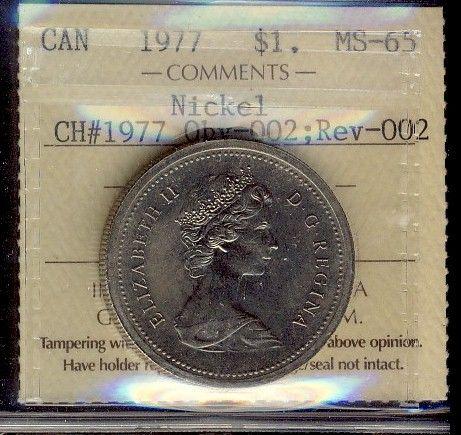 CAN 1977 $1. MS-65
— COMMENTS —
Nickel
CH#1977 Obv-002;Rev-002
ELIZABETH II D·G·REGINA
A
G M.
Tampering above opinion.
Have holder /seal not intact.